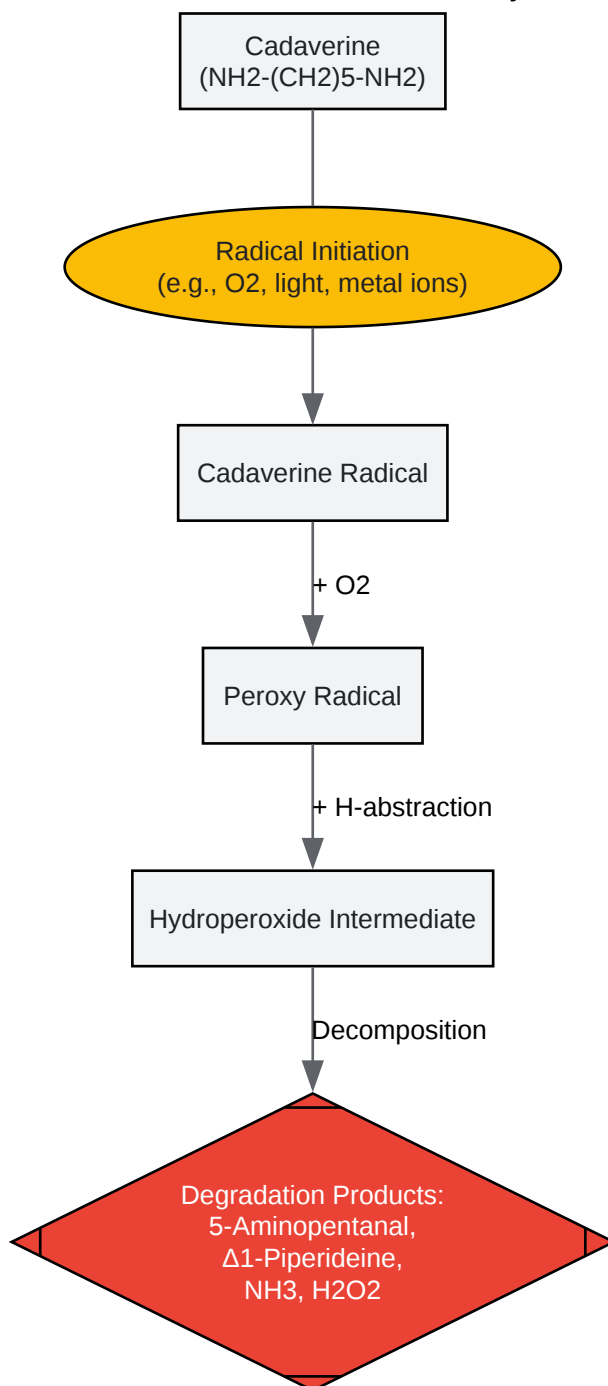 Cadaverine
(NH2-(CH2)5-NH2)
Radical Initiation
(e.g., O2, light, metal ions)
Cadaverine Radical
+ O2
Peroxy Radical
+ H-abstraction
Hydroperoxide Intermediate
Decomposition
Degradation Products:
5-Aminopentanal,
Δ1-Piperideine,
NH3, H2O2